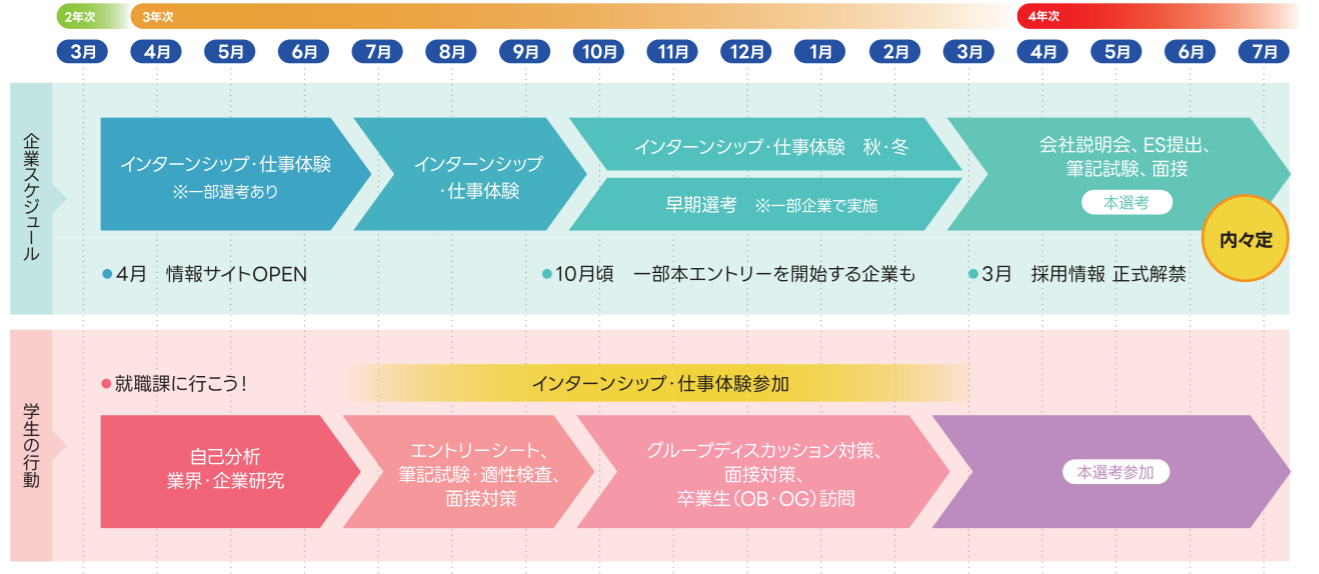 2年次
3年次
4年次
3月 4月 5月 6月 7月 8月 9月 10月 11月 12月 1月 2月 3月 4月 5月 6月 7月
企業スケジュール
インターンシップ・仕事体験
※一部選考あり
インターンシップ
・仕事体験
インターンシップ・仕事体験　秋・冬
早期選考　※一部企業で実施
会社説明会、ES提出、
筆記試験、面接
本選考
内々定
●4月　情報サイトOPEN
●10月頃　一部本エントリーを開始する企業も
●3月　採用情報 正式解禁
学生の行動
●就職課に行こう！
インターンシップ・仕事体験参加
自己分析
業界・企業研究
エントリーシート、
筆記試験・適性検査、
面接対策
グループディスカッション対策、
面接対策、
卒業生（OB・OG）訪問
本選考参加